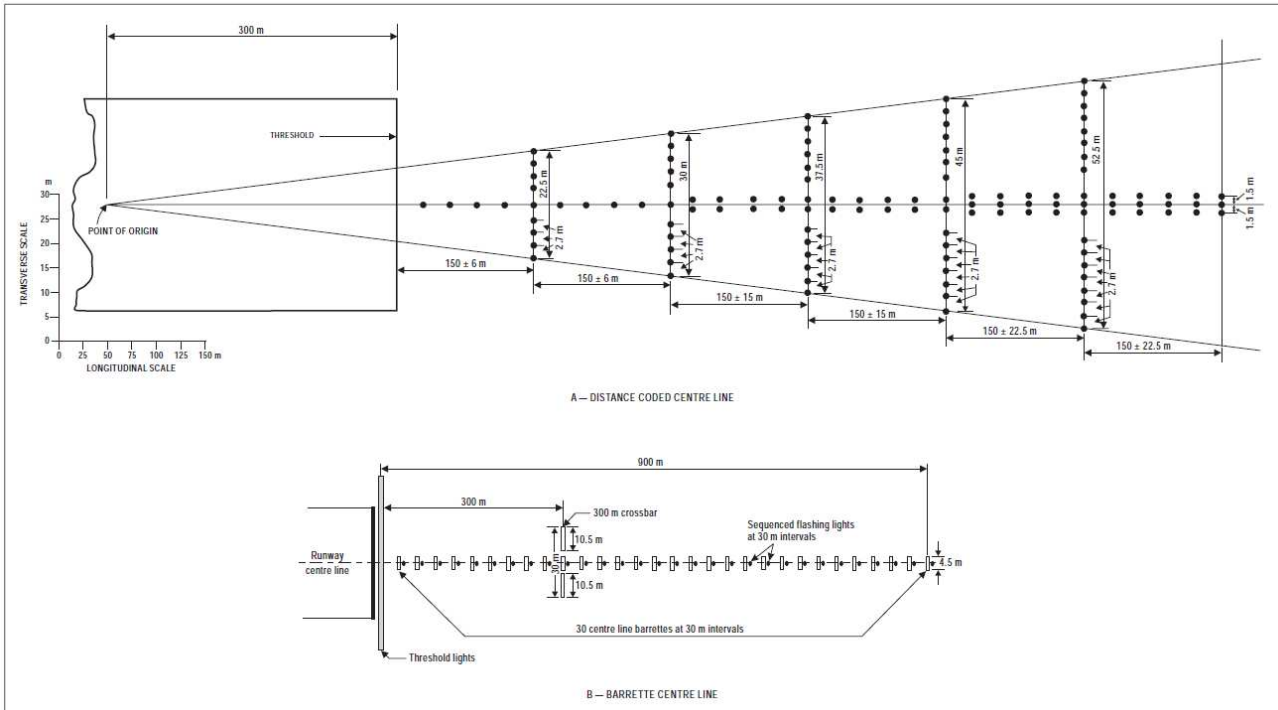 300 m
THRESHOLD
m
30
25
20
15
10
5
0
TRANSVERSE SCALE
POINT OF ORIGIN
0 25 50 75 100 125 150 m
LONGITUDINAL SCALE
22.5 m
2.7 m
30 m
2.7 m
37.5 m
2.7 m
45 m
2.7 m
52.5 m
2.7 m
1.5 m
1.5 m
150 ± 6 m
150 ± 6 m
150 ± 15 m
150 ± 15 m
150 ± 22.5 m
150 ± 22.5 m
A — DISTANCE CODED CENTRE LINE
900 m
300 m
300 m crossbar
10.5 m
30 m
10.5 m
Sequenced flashing lights
at 30 m intervals
Runway
centre line
4.5 m
30 centre line barrettes at 30 m intervals
Threshold lights
B — BARRETTE CENTRE LINE